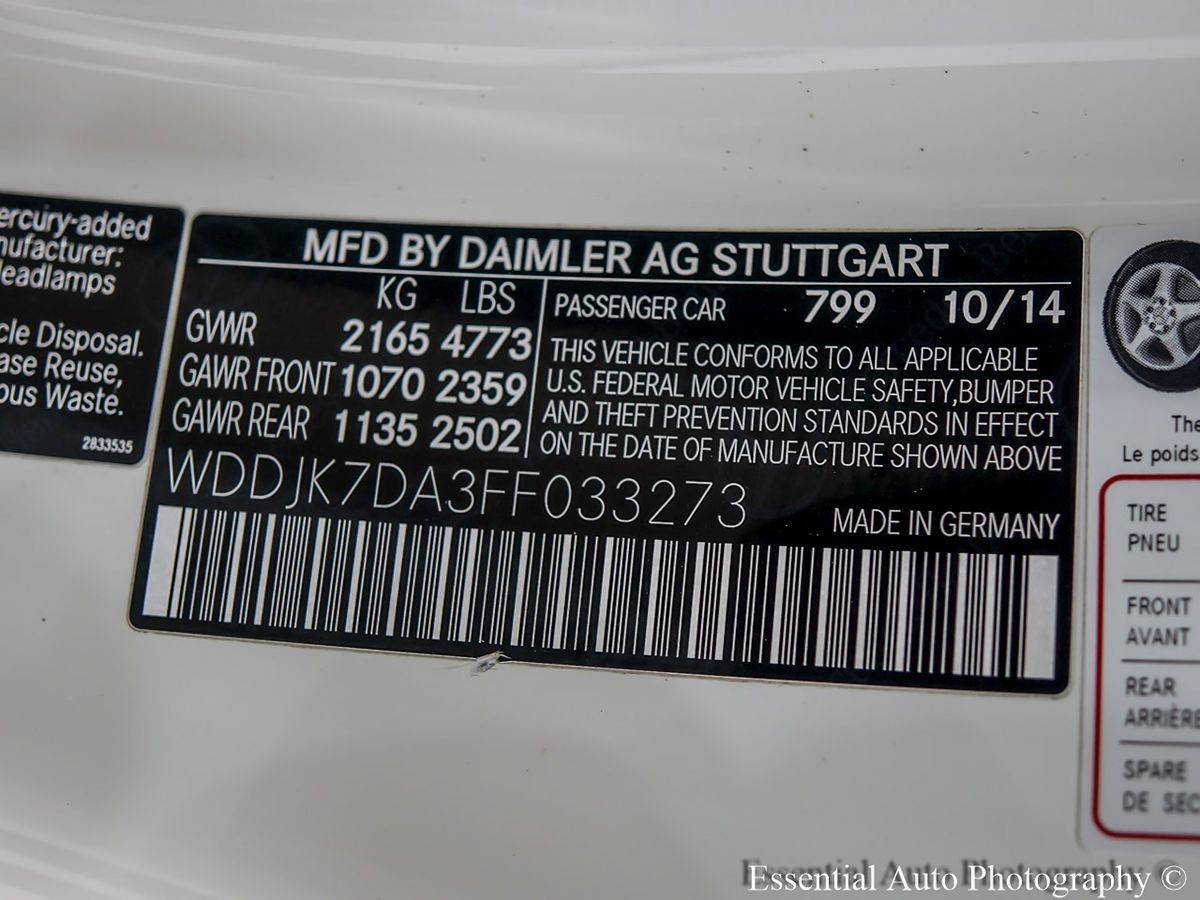 ercury-added
nufacturer:
eadlamps
cle Disposal.
ase Reuse,
ous Waste.
2833535
MFD BY DAIMLER AG STUTTGART
KG LBS
GVWR 2165 4773
GAWR FRONT 1070 2359
GAWR REAR 1135 2502
PASSENGER CAR 799 10/14
THIS VEHICLE CONFORMS TO ALL APPLICABLE
U.S. FEDERAL MOTOR VEHICLE SAFETY,BUMPER
AND THEFT PREVENTION STANDARDS IN EFFECT
ON THE DATE OF MANUFACTURE SHOWN ABOVE
WDDJK7DA3FF033273
MADE IN GERMANY
The
Le poids
TIRE
PNEU
FRONT
AVANT
REAR
ARRIÈRE
SPARE
DE SEC
Essential Auto Photography ©